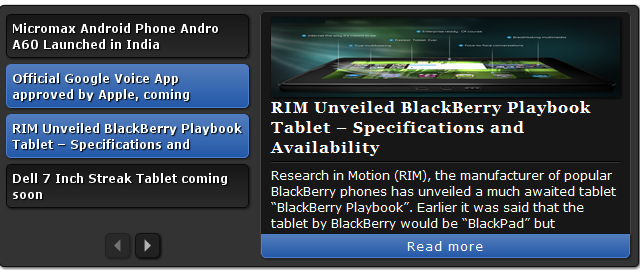 Micromax Android Phone Andro
A60 Launched in India
Official Google Voice App
approved by Apple, coming
RIM Unveiled BlackBerry Playbook
Tablet – Specifications and
Dell 7 Inch Streak Tablet coming
soon
RIM Unveiled BlackBerry Playbook
Tablet – Specifications and
Availability
Research in Motion (RIM), the manufacturer of popular
BlackBerry phones has unveiled a much awaited tablet
“BlackBerry Playbook”. Earlier it was said that the
tablet by BlackBerry would be “BlackPad” but
Read more